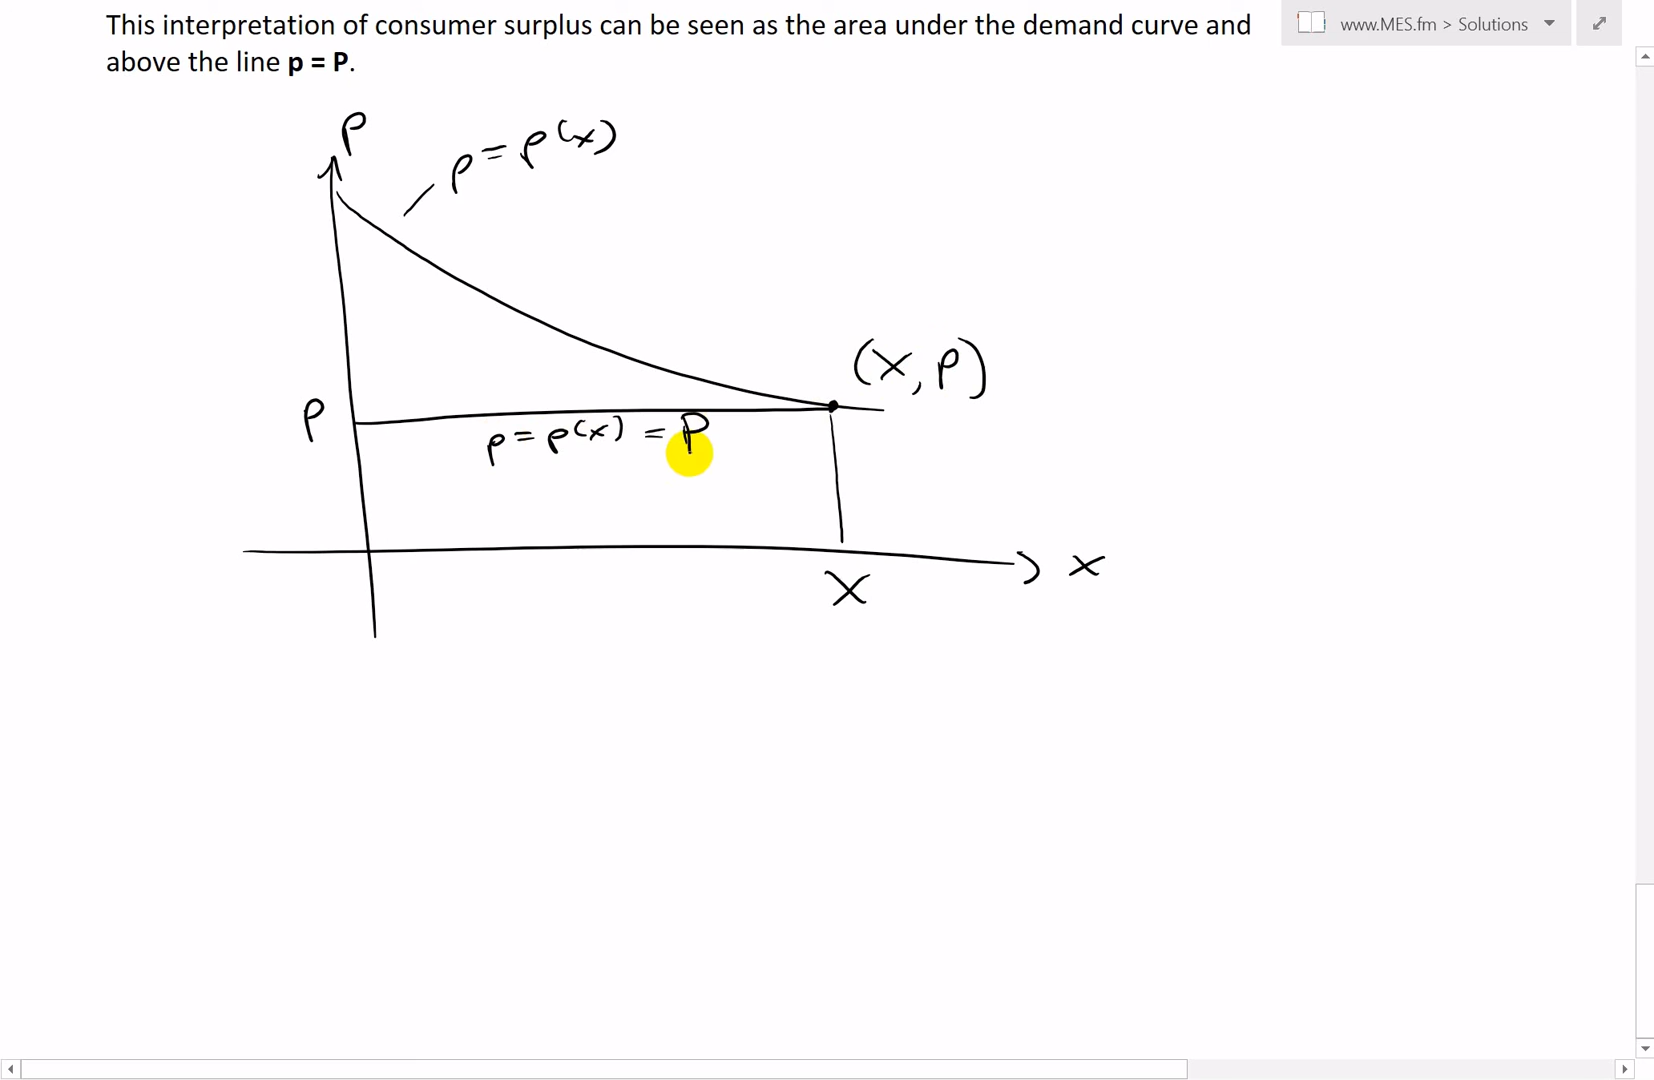 This interpretation of consumer surplus can be seen as the area under the demand curve and
above the line p = P.
www.MES.fm > Solutions
P
p = p(x)
(X, P)
P
p = p(x) = P
X
x